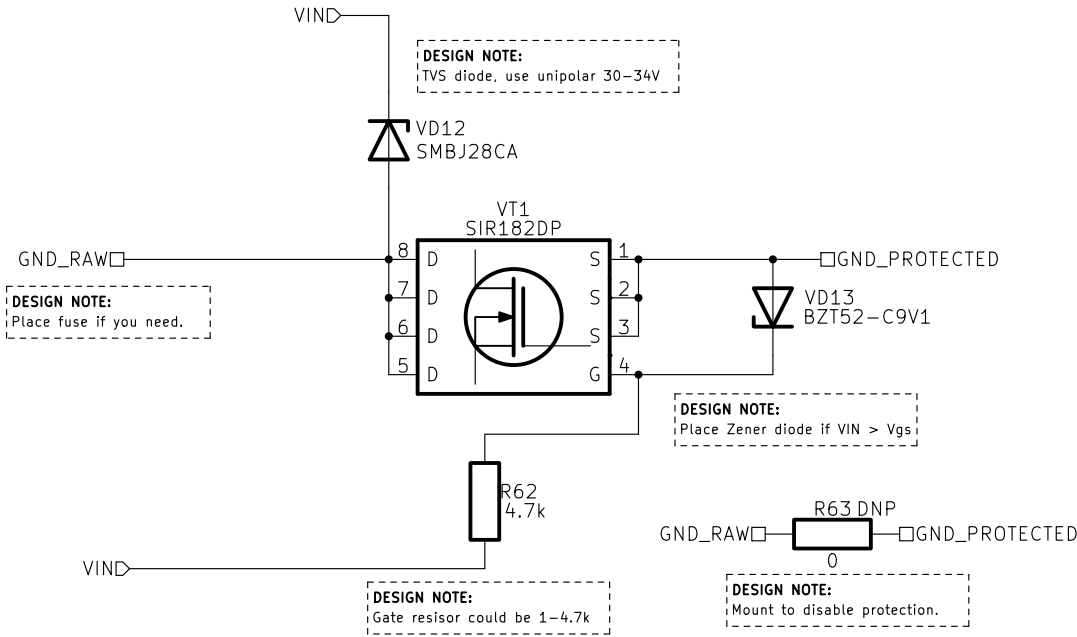 VIN
DESIGN NOTE:
TVS diode, use unipolar 30-34V
VD12
SMBJ28CA
VT1
SIR182DP
GND_RAW
8 D S 1
GND_PROTECTED
7 D S 2
6 D S 3
5 D G 4
DESIGN NOTE:
Place fuse if you need.
VD13
BZT52-C9V1
DESIGN NOTE:
Place Zener diode if VIN > Vgs
R62
4.7k
R63 DNP
GND_RAW
GND_PROTECTED
0
VIN
DESIGN NOTE:
Gate resisor could be 1-4.7k
DESIGN NOTE:
Mount to disable protection.